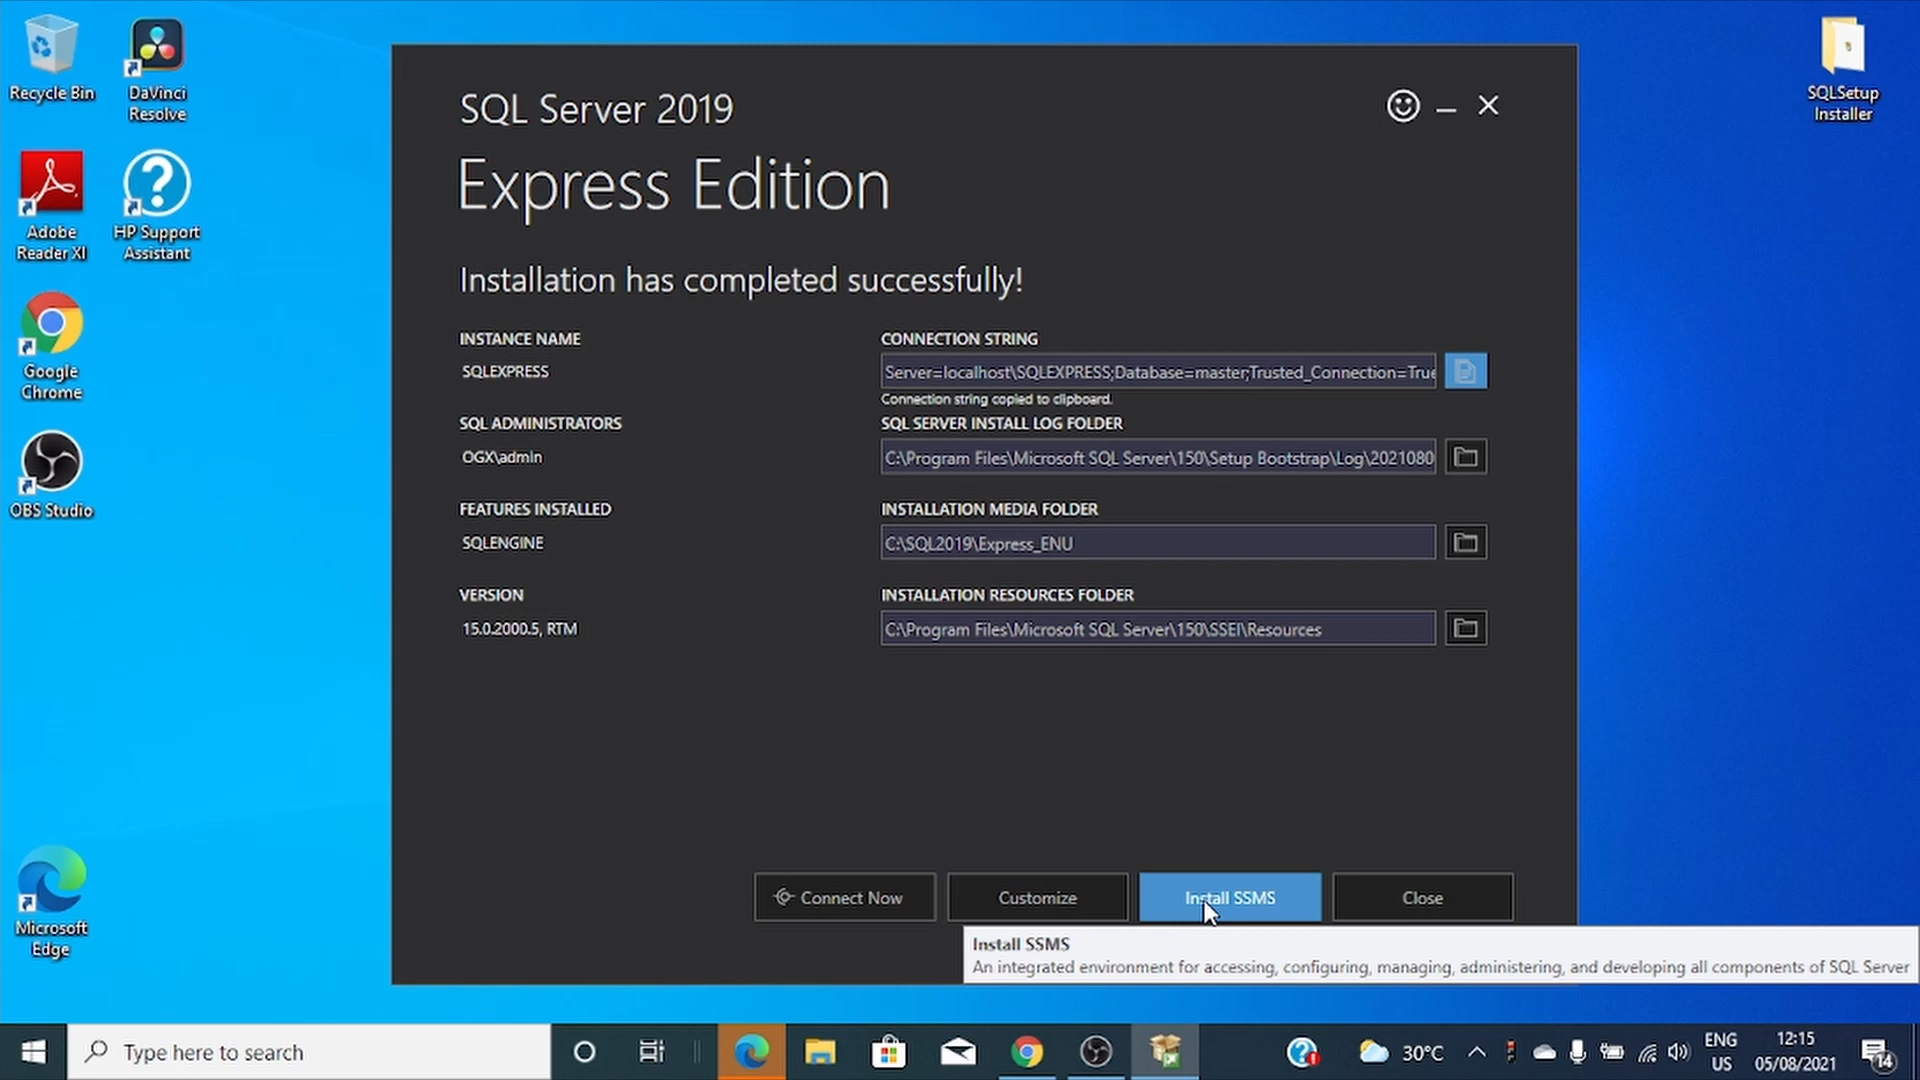 Recycle Bin
DaVinci
Resolve
Adobe
Reader XI
HP Support
Assistant
Google
Chrome
OBS Studio
Microsoft
Edge
SQLSetup
Installer
SQL Server 2019
Express Edition
Installation has completed successfully!
INSTANCE NAME
SQLEXPRESS
SQL ADMINISTRATORS
OGX\admin
FEATURES INSTALLED
SQLENGINE
VERSION
15.0.2000.5, RTM
CONNECTION STRING
Server=localhost\SQLEXPRESS;Database=master;Trusted_Connection=True
Connection string copied to clipboard.
SQL SERVER INSTALL LOG FOLDER
C:\Program Files\Microsoft SQL Server\150\Setup Bootstrap\Log\2021080
INSTALLATION MEDIA FOLDER
C:\SQL2019\Express_ENU
INSTALLATION RESOURCES FOLDER
C:\Program Files\Microsoft SQL Server\150\SSEI\Resources
Connect Now
Customize
Install SSMS
Close
Install SSMS
An integrated environment for accessing, configuring, managing, administering, and developing all components of SQL Server
Type here to search
30°C
ENG
US
12:15
05/08/2021
14